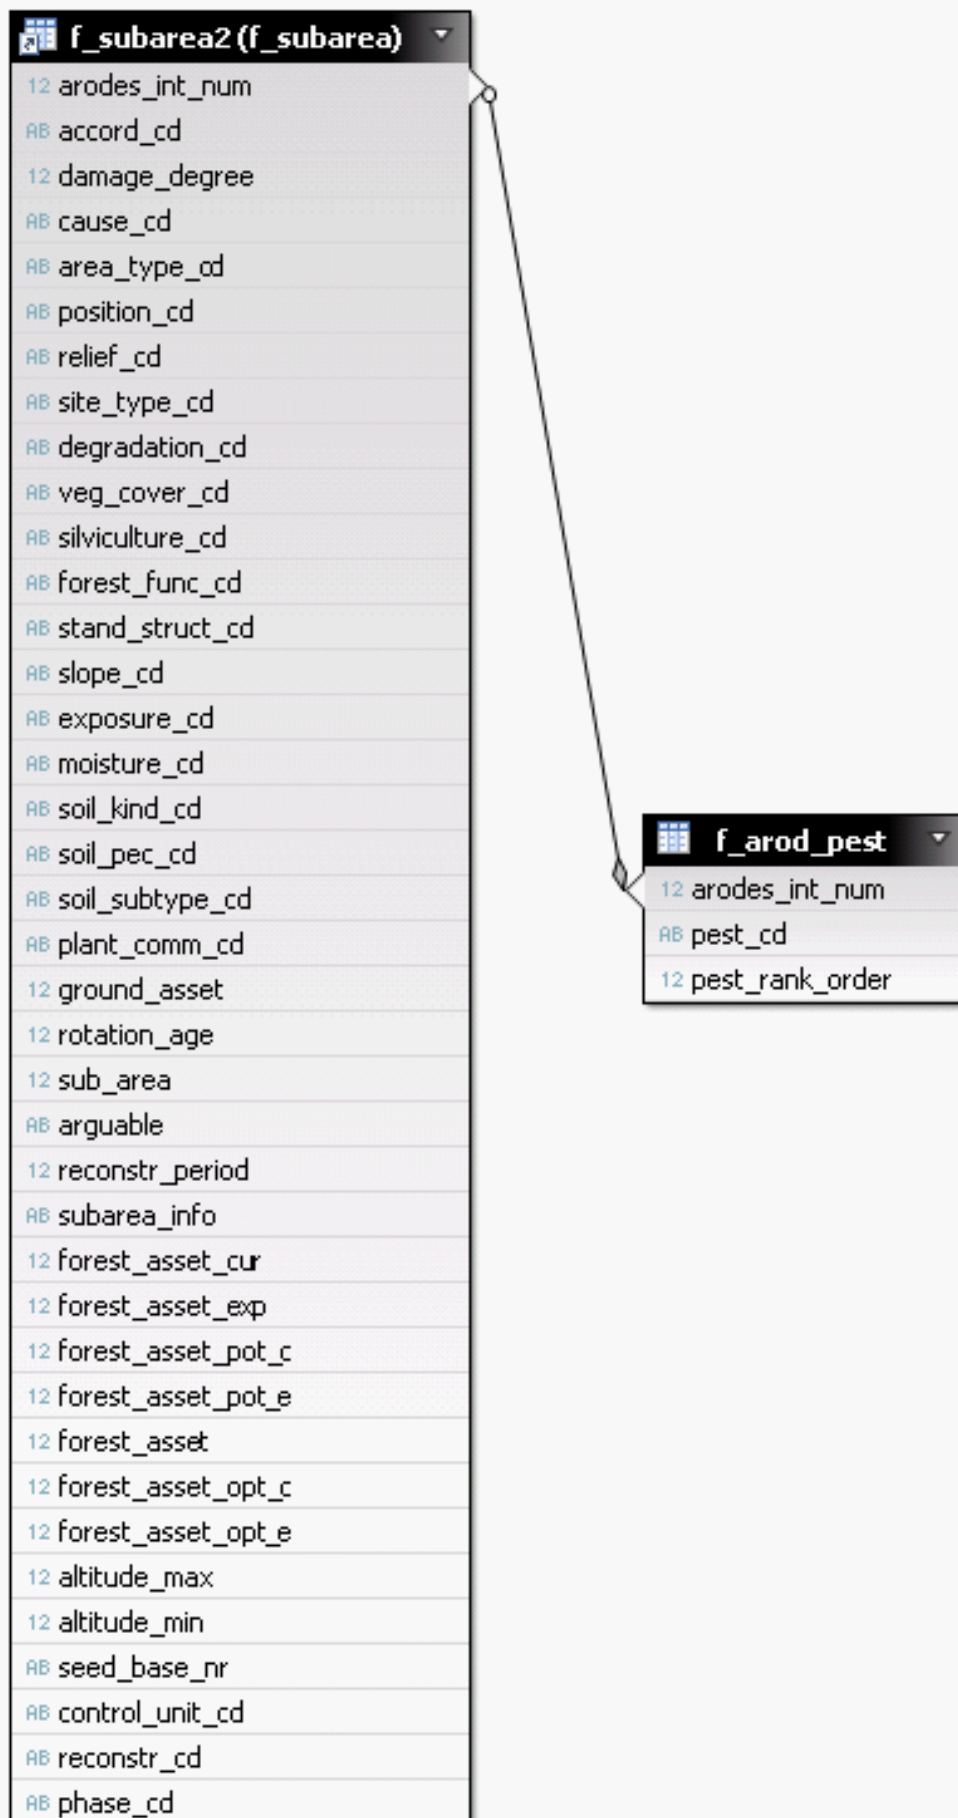 f_subarea2 (f_subarea)
12 arodes_int_num
AB accord_cd
12 damage_degree
AB cause_cd
AB area_type_cd
AB position_cd
AB relief_cd
AB site_type_cd
AB degradation_cd
AB veg_cover_cd
AB silviculture_cd
AB forest_func_cd
AB stand_struct_cd
AB slope_cd
AB exposure_cd
AB moisture_cd
AB soil_kind_cd
AB soil_pec_cd
AB soil_subtype_cd
AB plant_comm_cd
12 ground_asset
12 rotation_age
12 sub_area
AB arguable
12 reconstr_period
AB subarea_info
12 forest_asset_cur
12 forest_asset_exp
12 forest_asset_pot_c
12 forest_asset_pot_e
12 forest_asset
12 forest_asset_opt_c
12 forest_asset_opt_e
12 altitude_max
12 altitude_min
AB seed_base_nr
AB control_unit_cd
AB reconstr_cd
AB phase_cd
f_arod_pest
12 arodes_int_num
AB pest_cd
12 pest_rank_order